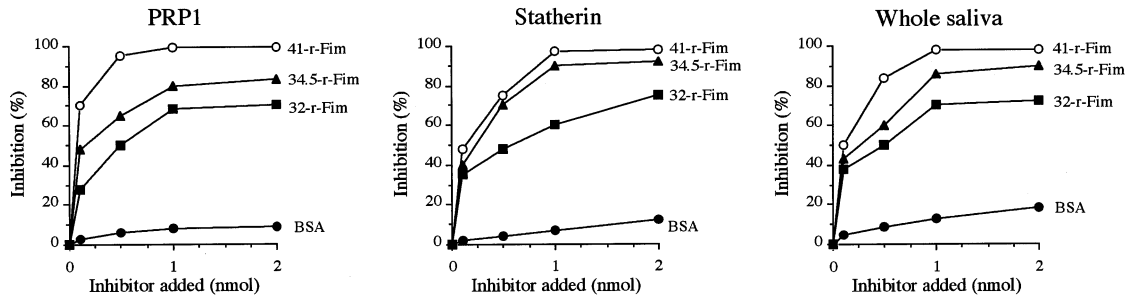 PRP1
Inhibition (%)
100
80
60
40
20
0
0
1
2
Inhibitor added (nmol)
41-r-Fim
34.5-r-Fim
32-r-Fim
BSA
Statherin
Inhibition (%)
100
80
60
40
20
0
0
1
2
Inhibitor added (nmol)
41-r-Fim
34.5-r-Fim
32-r-Fim
BSA
Whole saliva
Inhibition (%)
100
80
60
40
20
0
0
1
2
Inhibitor added (nmol)
41-r-Fim
34.5-r-Fim
32-r-Fim
BSA